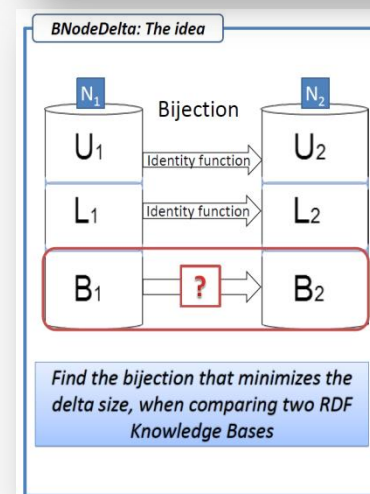 BNodeDelta: The idea
N₁ N₂
Bijection
U₁ Identity function U₂
L₁ Identity function L₂
B₁ ? B₂
Find the bijection that minimizes the
delta size, when comparing two RDF
Knowledge Bases